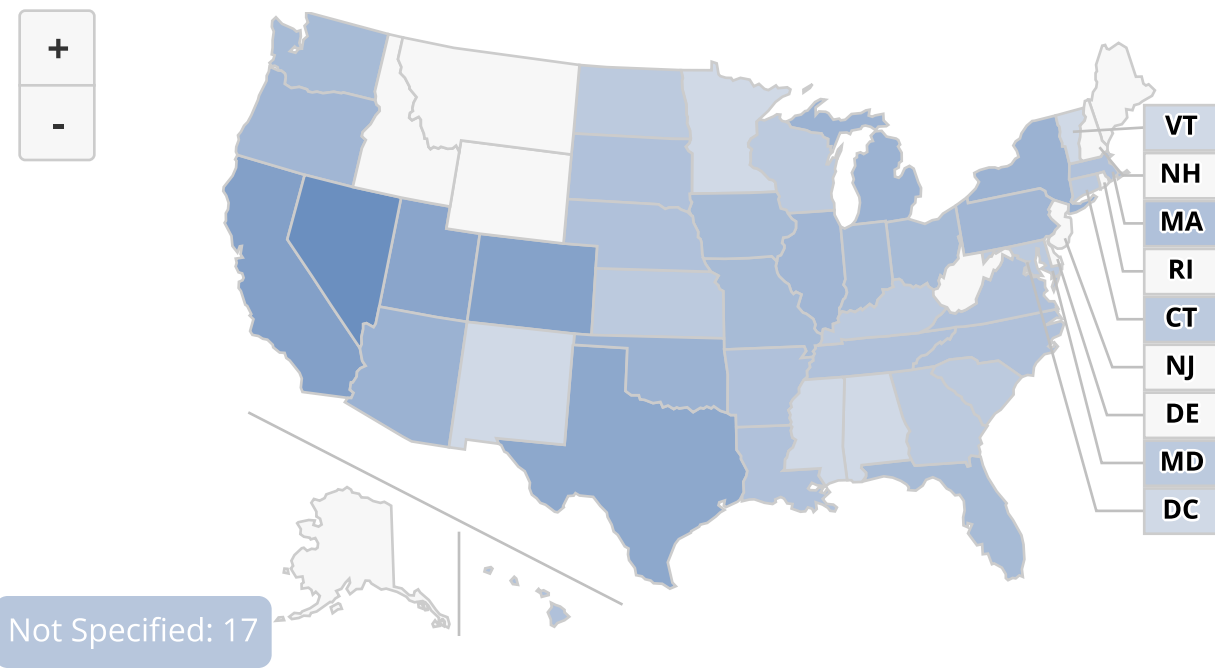 +
-
VT
NH
MA
RI
CT
NJ
DE
MD
DC
Not Specified: 17